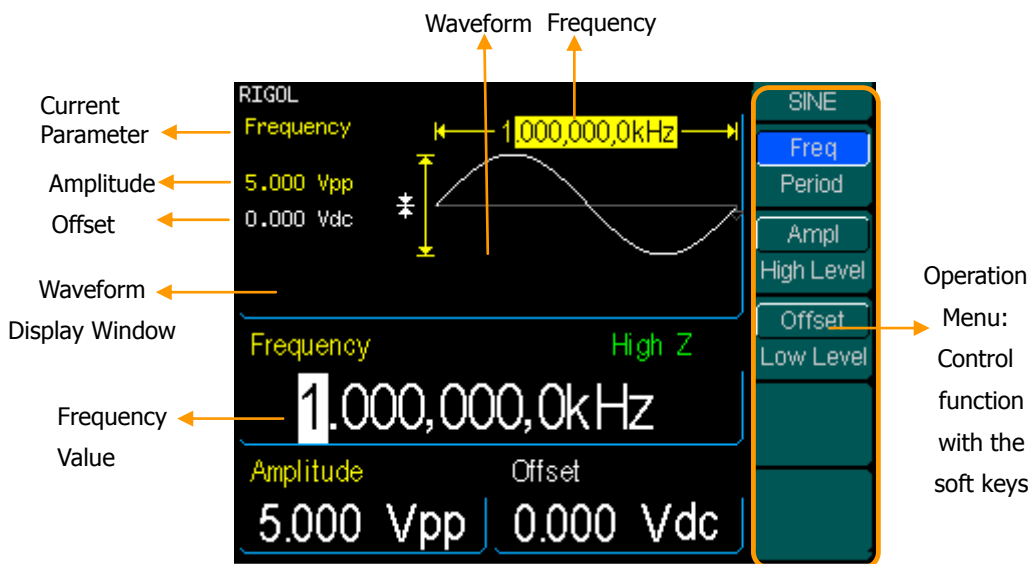 Waveform Frequency
Current
Parameter
Amplitude
Offset
Waveform
Display Window
Frequency
Value
RIGOL
Frequency
1.000,000,0kHz
5.000 Vpp
0.000 Vdc
Frequency
High Z
1.000,000,0kHz
Amplitude
Offset
5.000 Vpp
0.000 Vdc
SINE
Freq
Period
Ampl
High Level
Offset
Low Level
Operation
Menu:
Control
function
with the
soft keys